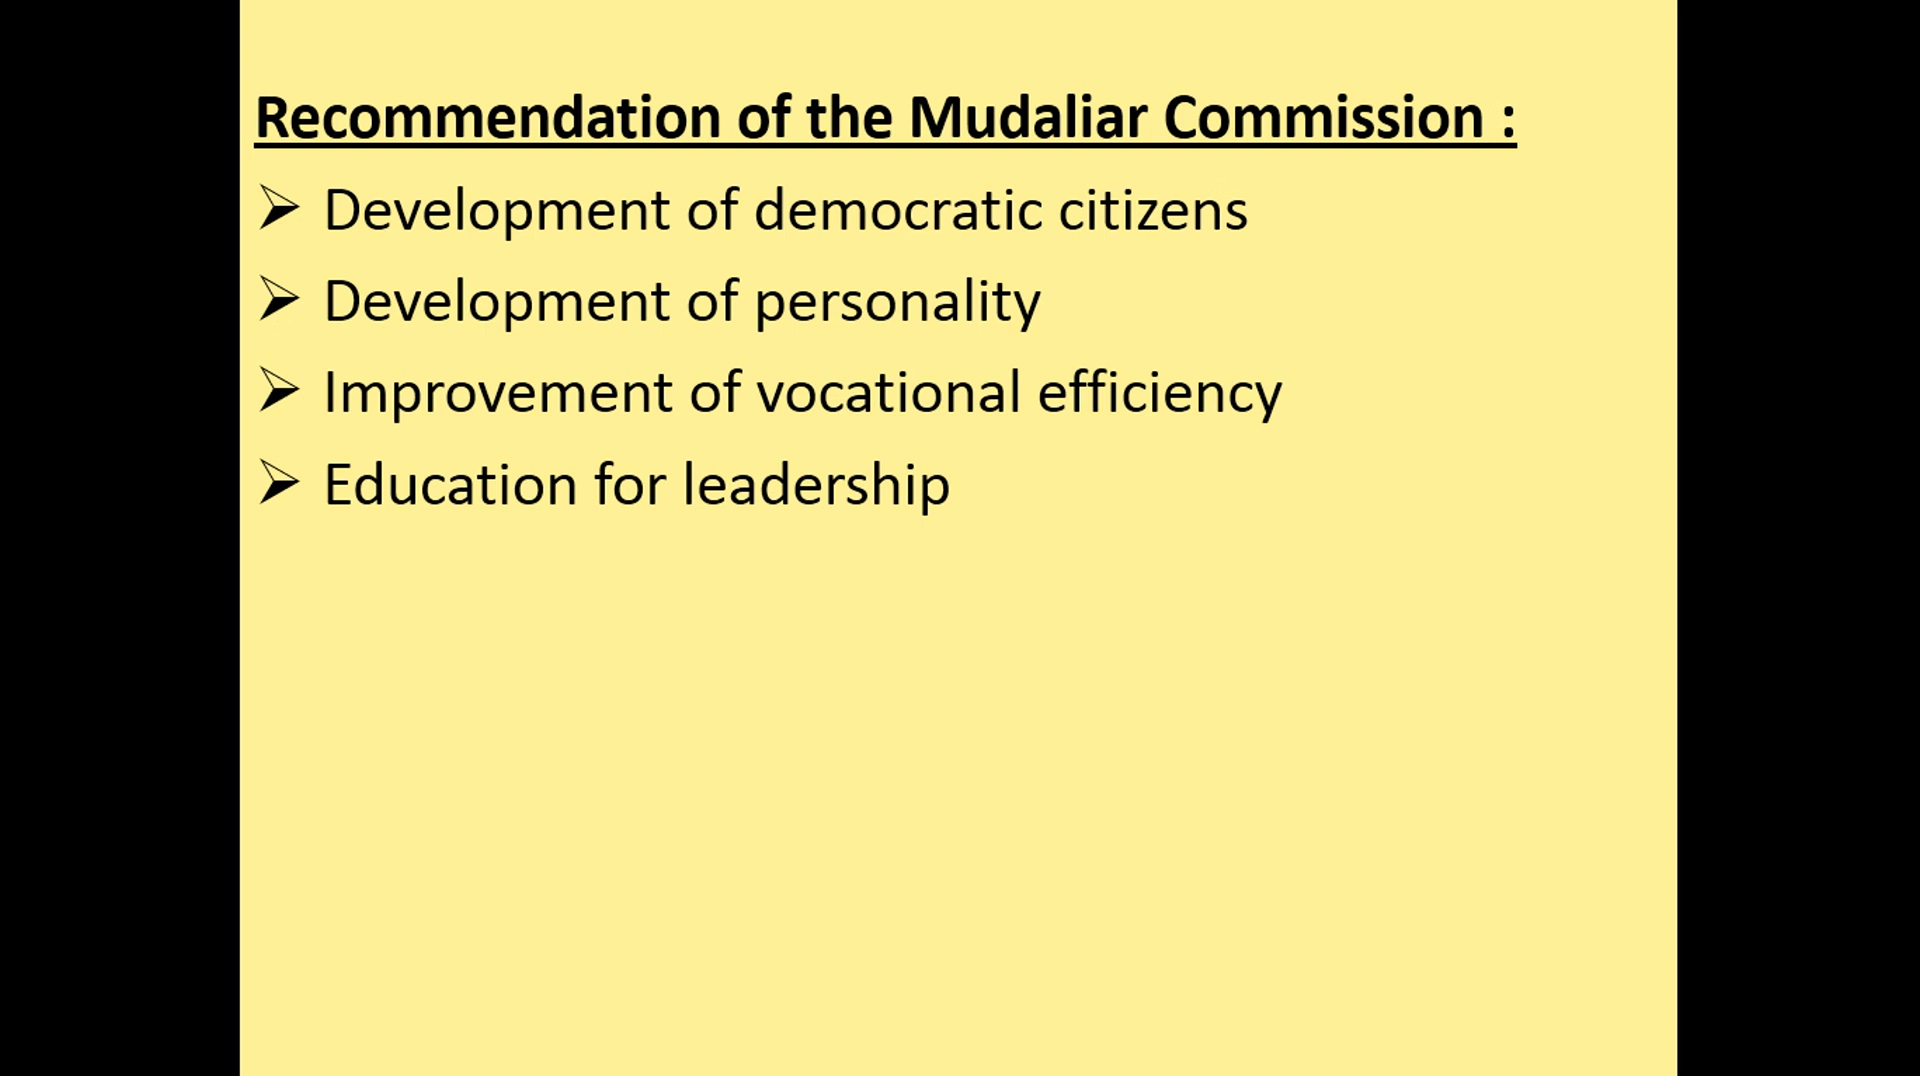 Recommendation of the Mudaliar Commission :
➢ Development of democratic citizens
➢ Development of personality
➢ Improvement of vocational efficiency
➢ Education for leadership